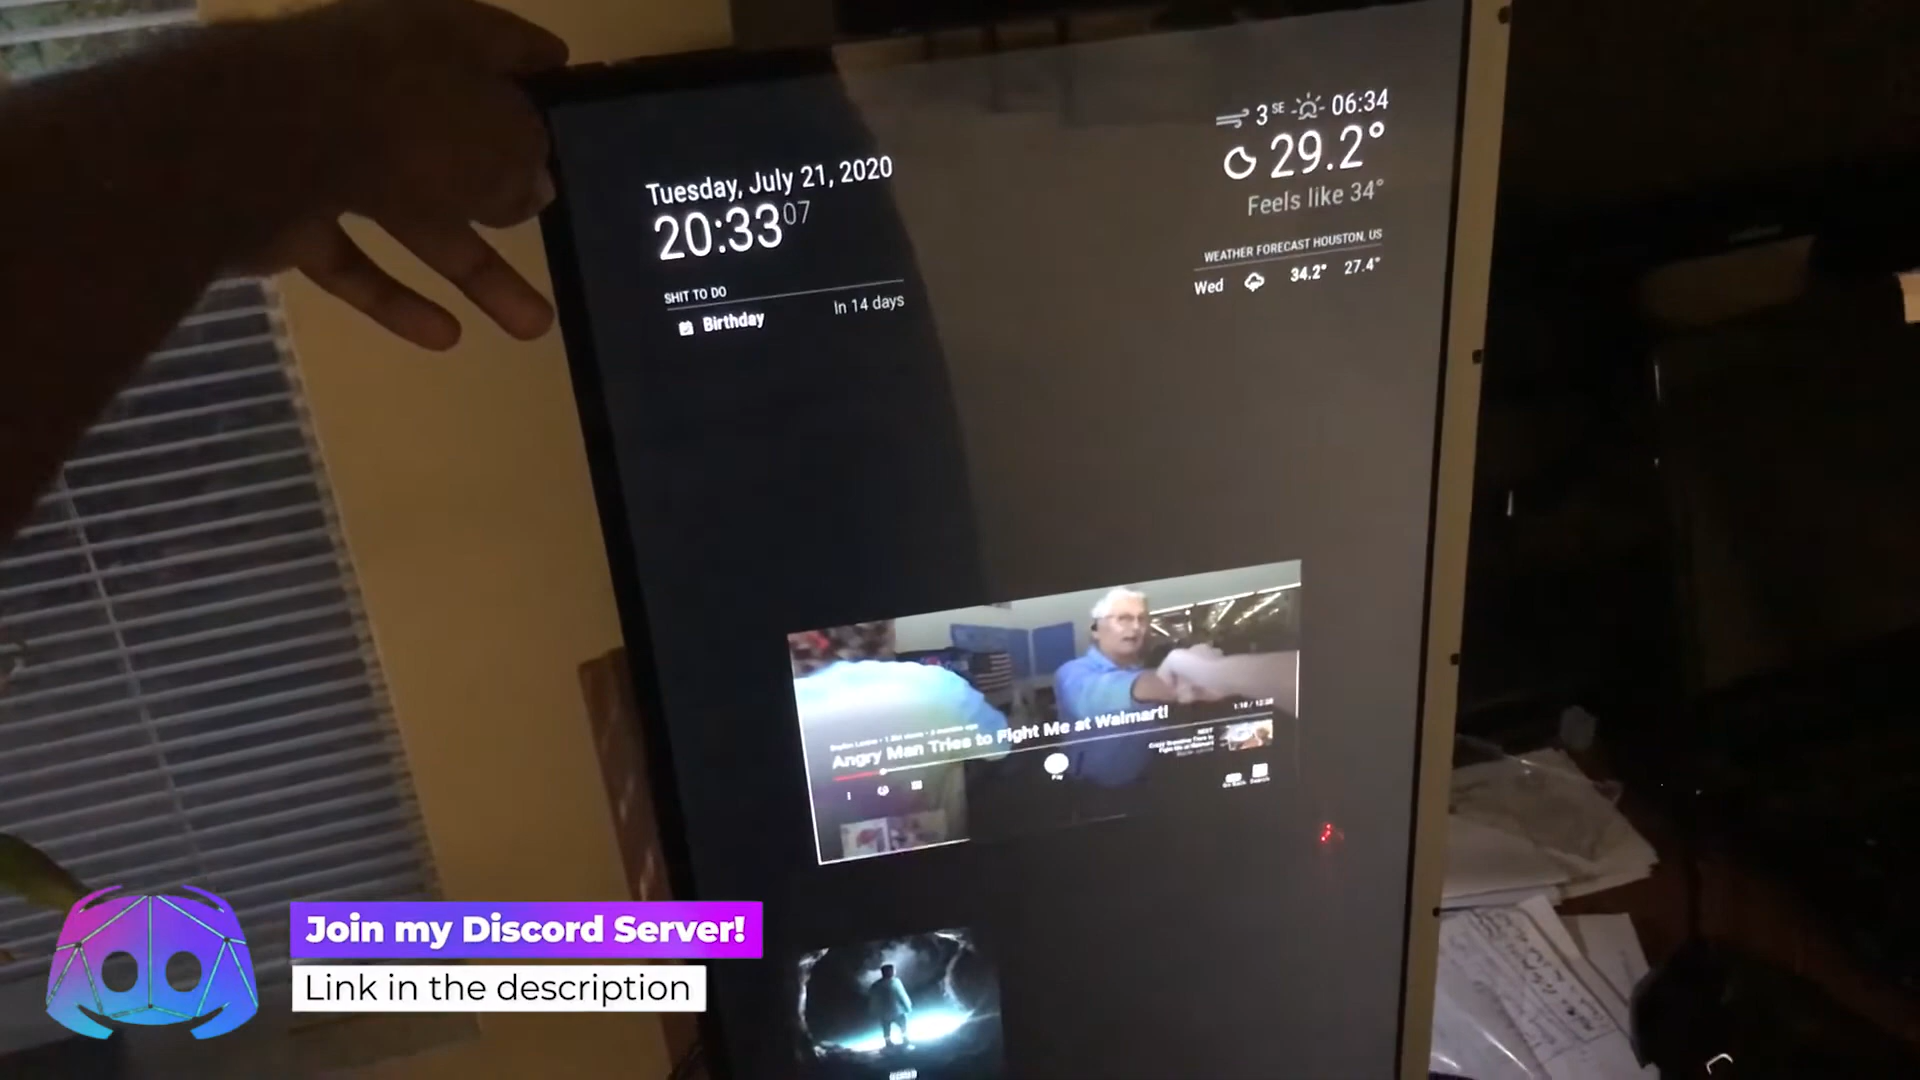 Tuesday, July 21, 2020
20:33 07
SHIT TO DO
Birthday In 14 days
3 SE 06:34
29.2°
Feels like 34°
WEATHER FORECAST HOUSTON, US
Wed 34.2° 27.4°
Angry Man Tries to Fight Me at Walmart!
NEXT
Join my Discord Server!
Link in the description